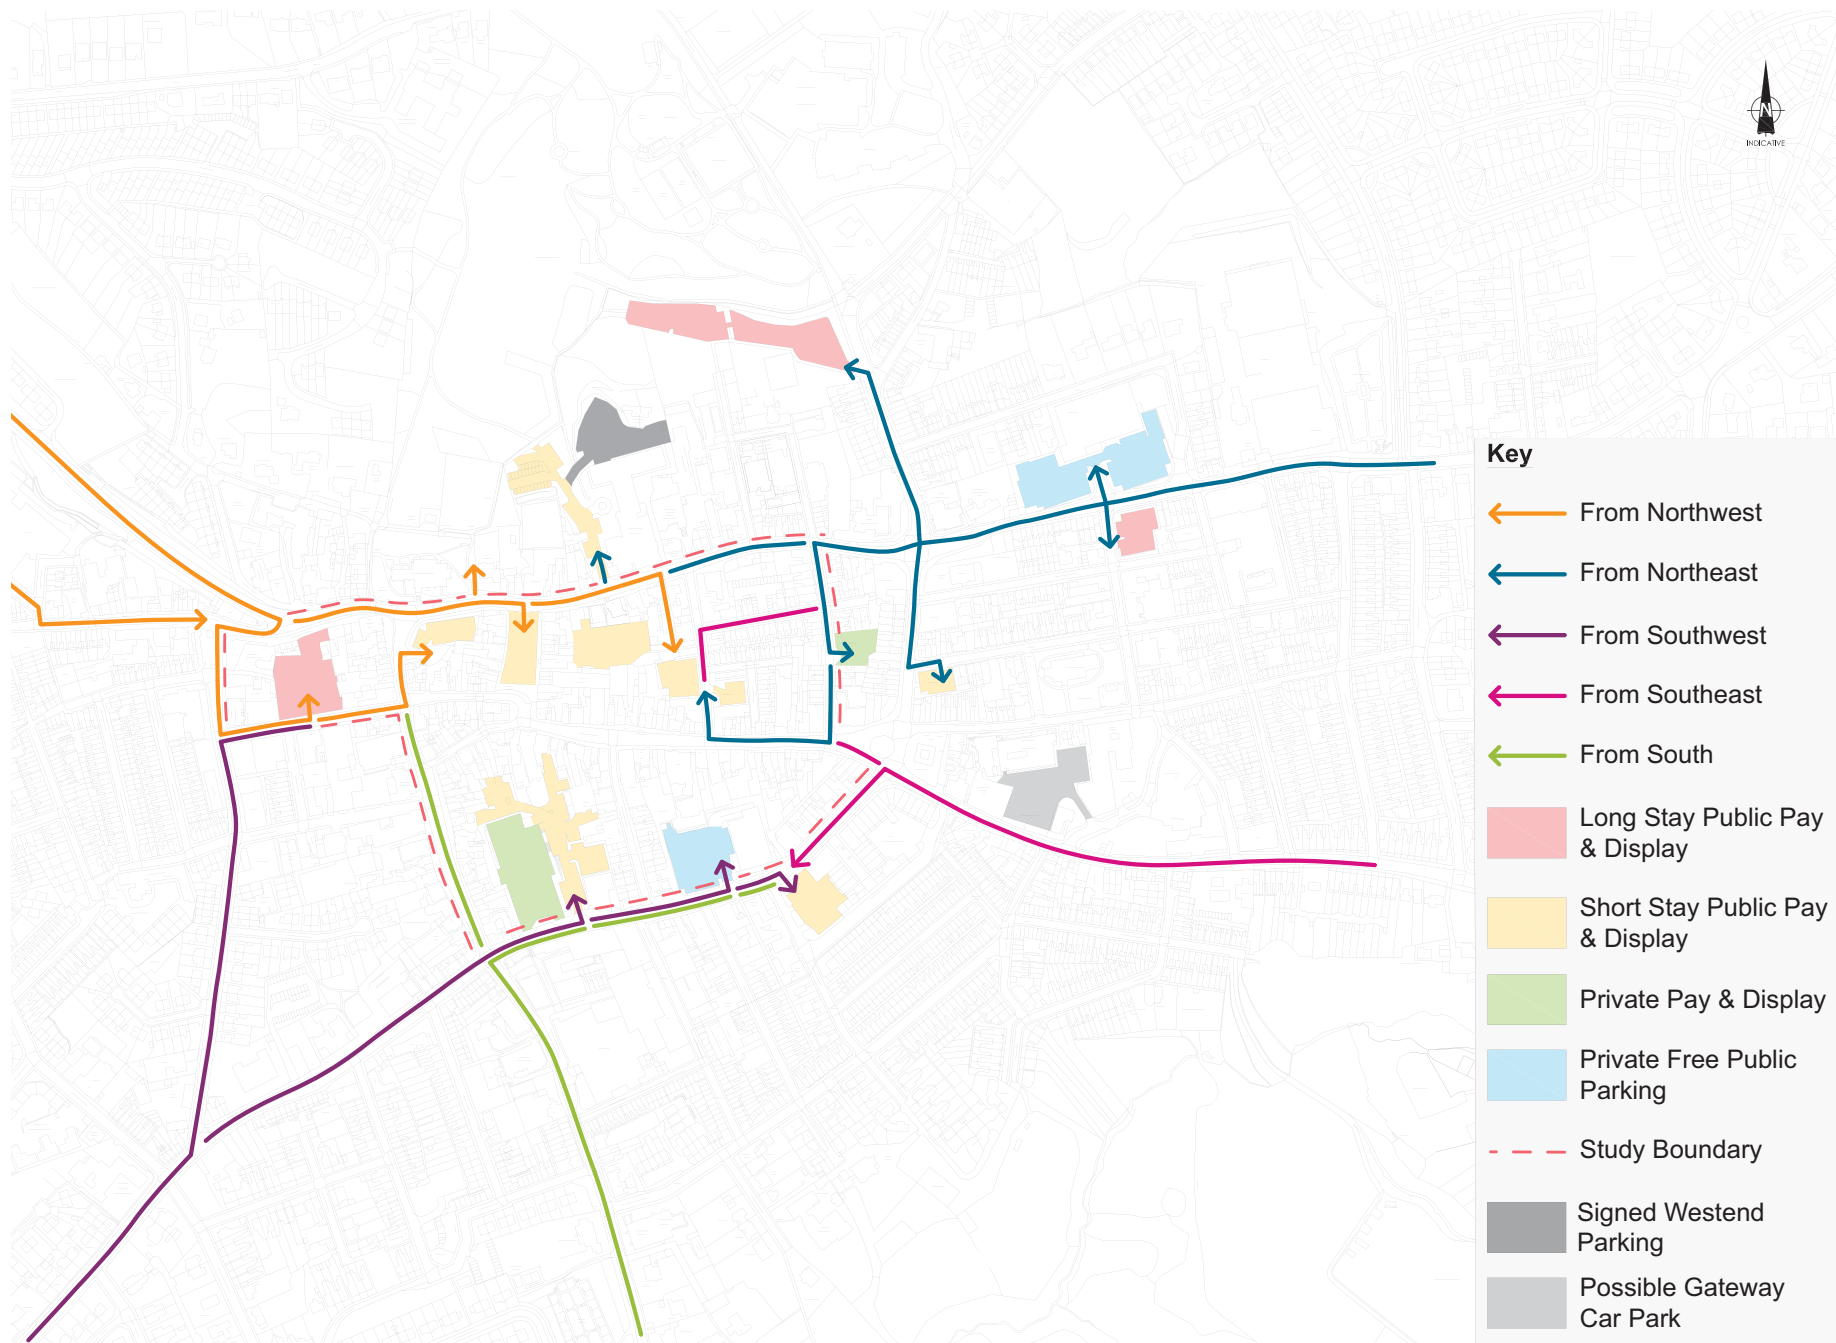 N
INDICATIVE
Key
From Northwest
From Northeast
From Southwest
From Southeast
From South
Long Stay Public Pay
& Display
Short Stay Public Pay
& Display
Private Pay & Display
Private Free Public
Parking
Study Boundary
Signed Westend
Parking
Possible Gateway
Car Park